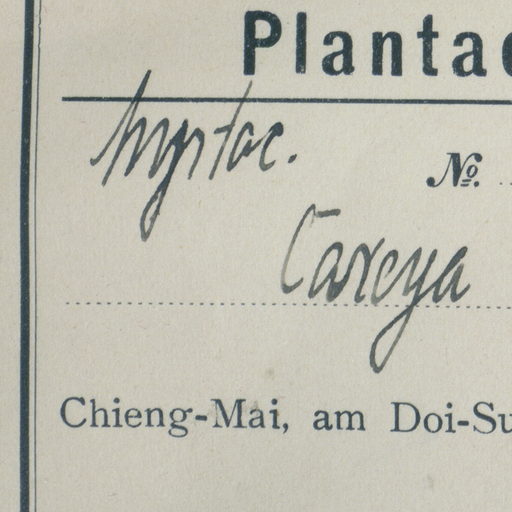 Plantae
Myrtac.
№
Careya
Chieng-Mai, am Doi-Su